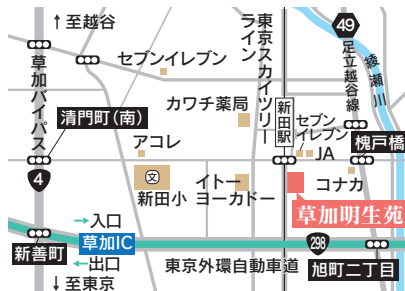 ↑至越谷
草加バイパス
清門町(南)
4
セブンイレブン
カワチ薬局
アコレ
文
新田小
イトー
ヨーカドー
東京スカイツリー
ライン
新田駅
セブン
イレブン
JA
49
足立越谷線
綾瀬川
槐戸橋
コナカ
草加明生苑
→入口
草加IC
←出口
新善町
↓至東京
東京外環自動車道
298
旭町二丁目